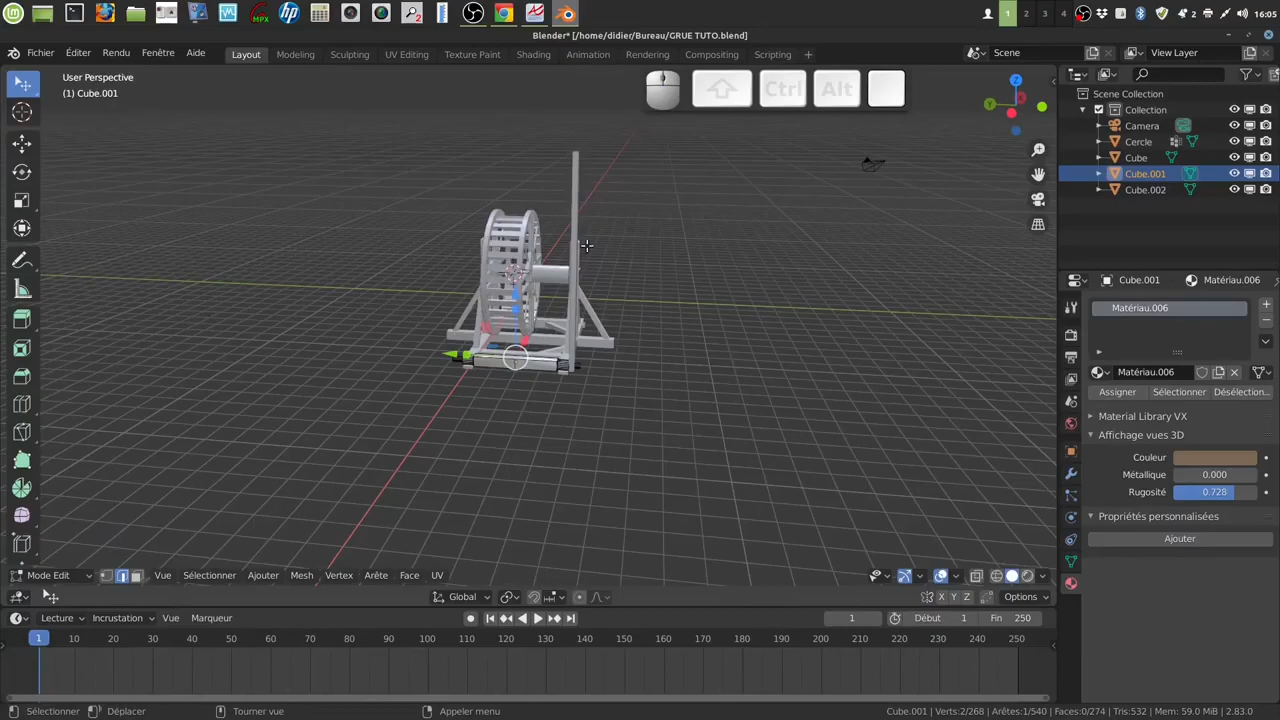 MPX
1
2
3
4
16:05
Blender* [/home/didier/Bureau/GRUE TUTO.blend]
Fichier Éditer Rendu Fenêtre Aide
Layout Modeling Sculpting UV Editing Texture Paint Shading Animation Rendering Compositing Scripting +
Scene
View Layer
User Perspective
(1) Cube.001
Ctrl
Alt
Z
Y
Scene Collection
Collection
Camera
Cercle
Cube
Cube.001
Cube.002
Cube.001
Matériau.006
Matériau.006
Matériau.006
Assigner
Sélectionner
Désélection...
Material Library VX
Affichage vues 3D
Couleur
Métallique 0.000
Rugosité 0.728
Propriétés personnalisées
Ajouter
Mode Edit Vue Sélectionner Ajouter Mesh Vertex Arête Face UV
Global
X Y Z
Options
Lecture Incrustation Vue Marqueur
1
Début 1
Fin 250
1 10 20 30 40 50 60 70 80 90 100 110 120 130 140 150 160 170 180 190 200 210 220 230 240 250
Sélectionner Déplacer Tourner vue Appeler menu
Cube.001 | Verts:2/268 | Arêtes:1/540 | Faces:0/274 | Tris:532 | Mem: 59.0 MiB | 2.83.0